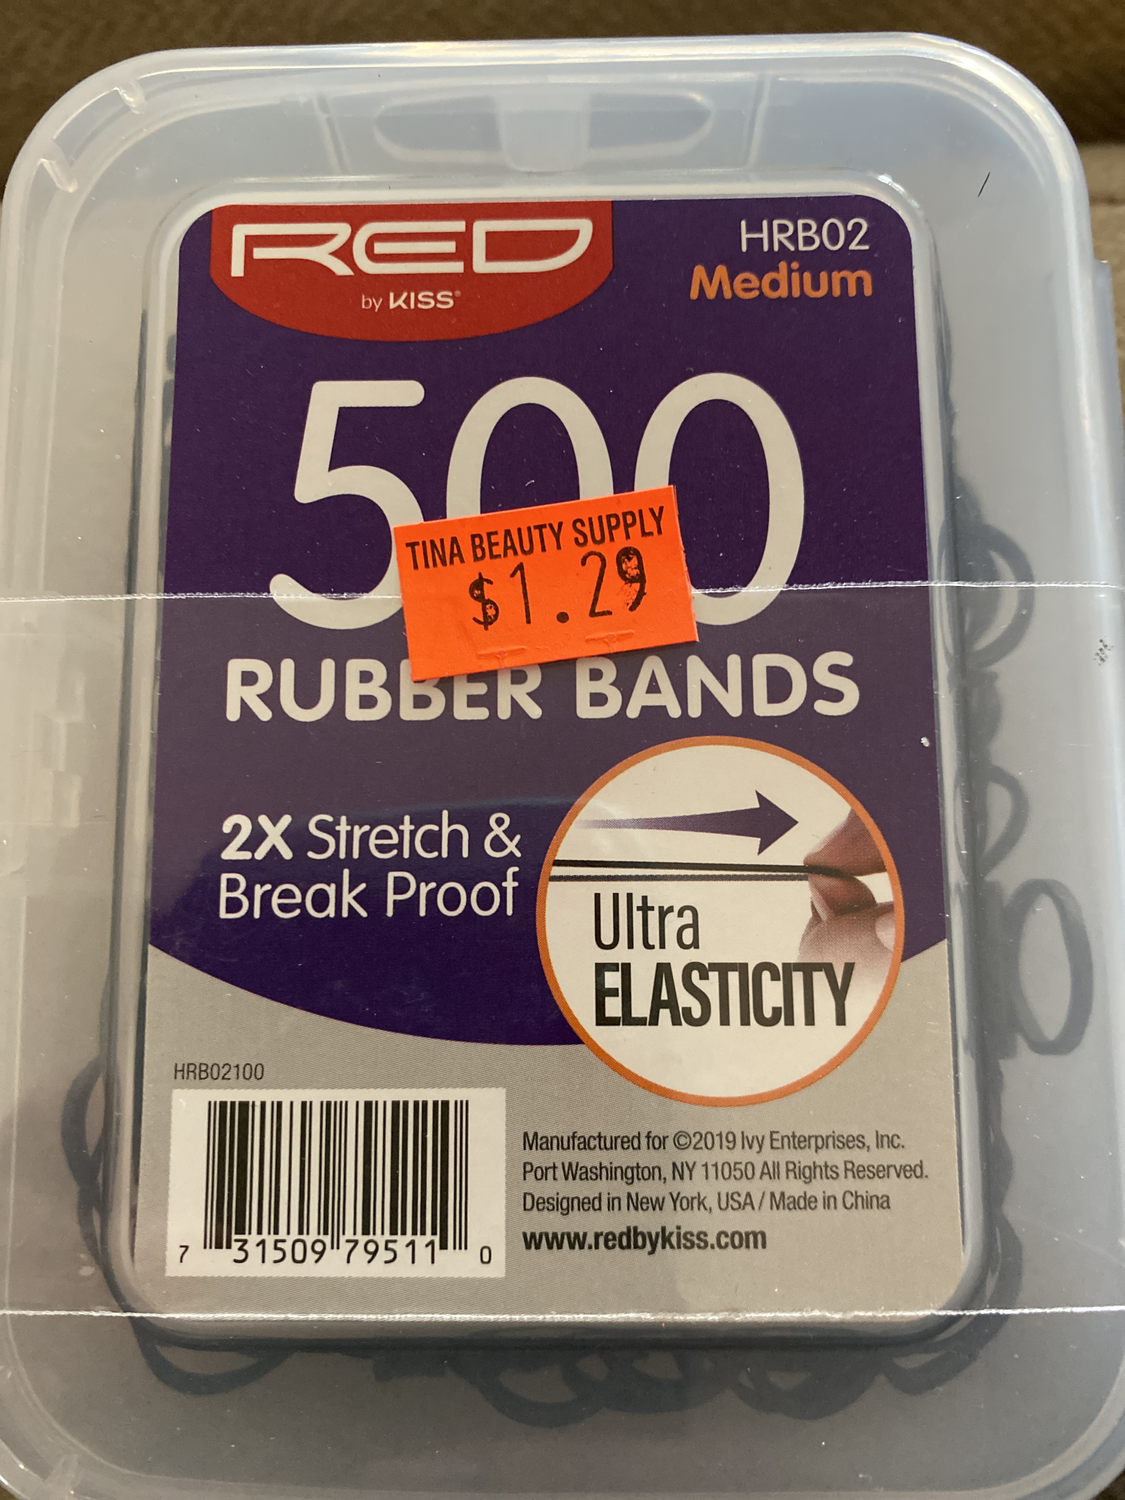 RED
by KISS®
HRB02
Medium
500
TINA BEAUTY SUPPLY
$1.29
RUBBER BANDS
2X Stretch &
Break Proof
Ultra
ELASTICITY
HRB02100
7 31509 79511 0
Manufactured for ©2019 Ivy Enterprises, Inc.
Port Washington, NY 11050 All Rights Reserved.
Designed in New York, USA / Made in China
www.redbykiss.com